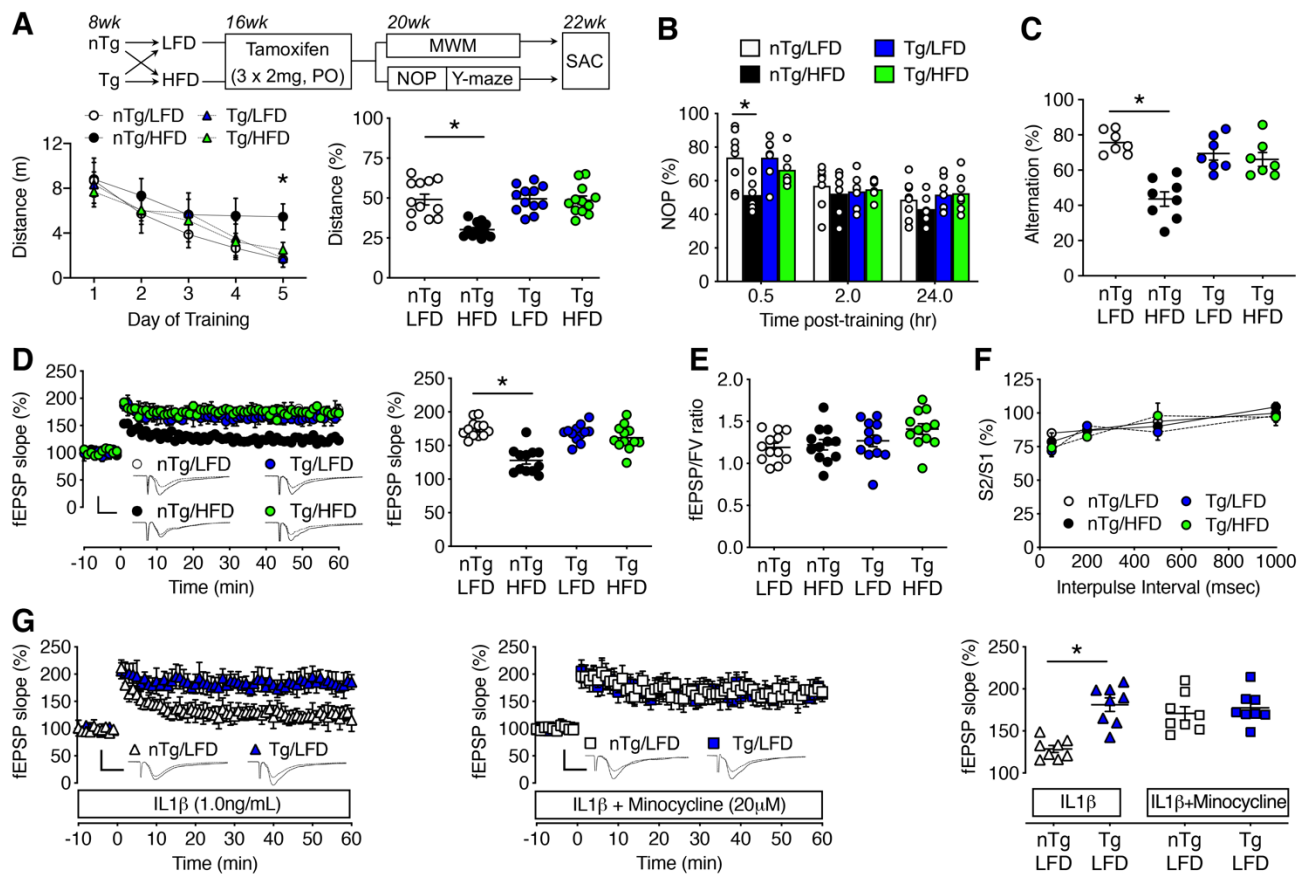 A
8wk
16wk
20wk
22wk
nTg
LFD
Tg
HFD
Tamoxifen
(3 x 2mg, PO)
MWM
NOP
Y-maze
SAC
nTg/LFD
Tg/LFD
nTg/HFD
Tg/HFD
Distance (m)
12
8
4
0
*
1 2 3 4 5
Day of Training
Distance (%)
100
75
50
25
0
*
nTg LFD
nTg HFD
Tg LFD
Tg HFD
B
nTg/LFD
Tg/LFD
nTg/HFD
Tg/HFD
NOP (%)
100
80
60
40
20
0
*
0.5 2.0 24.0
Time post-training (hr)
C
Alternation (%)
100
80
60
40
20
0
*
nTg LFD
nTg HFD
Tg LFD
Tg HFD
D
fEPSP slope (%)
250
200
150
100
50
0
nTg/LFD
Tg/LFD
nTg/HFD
Tg/HFD
-10 0 10 20 30 40 50 60
Time (min)
fEPSP slope (%)
250
200
150
100
50
0
*
nTg LFD
nTg HFD
Tg LFD
Tg HFD
E
fEPSP/FV ratio
2.0
1.5
1.0
0.5
0.0
nTg LFD
nTg HFD
Tg LFD
Tg HFD
F
S2/S1 (%)
125
100
75
50
25
0
nTg/LFD
Tg/LFD
nTg/HFD
Tg/HFD
0 200 400 600 800 1000
Interpulse Interval (msec)
G
fEPSP slope (%)
250
200
150
100
50
0
nTg/LFD
Tg/LFD
IL1β (1.0ng/mL)
-10 0 10 20 30 40 50 60
Time (min)
fEPSP slope (%)
250
200
150
100
50
0
nTg/LFD
Tg/LFD
IL1β + Minocycline (20μM)
-10 0 10 20 30 40 50 60
Time (min)
fEPSP slope (%)
250
200
150
100
*
IL1β
IL1β+Minocycline
nTg LFD
Tg LFD
nTg LFD
Tg LFD